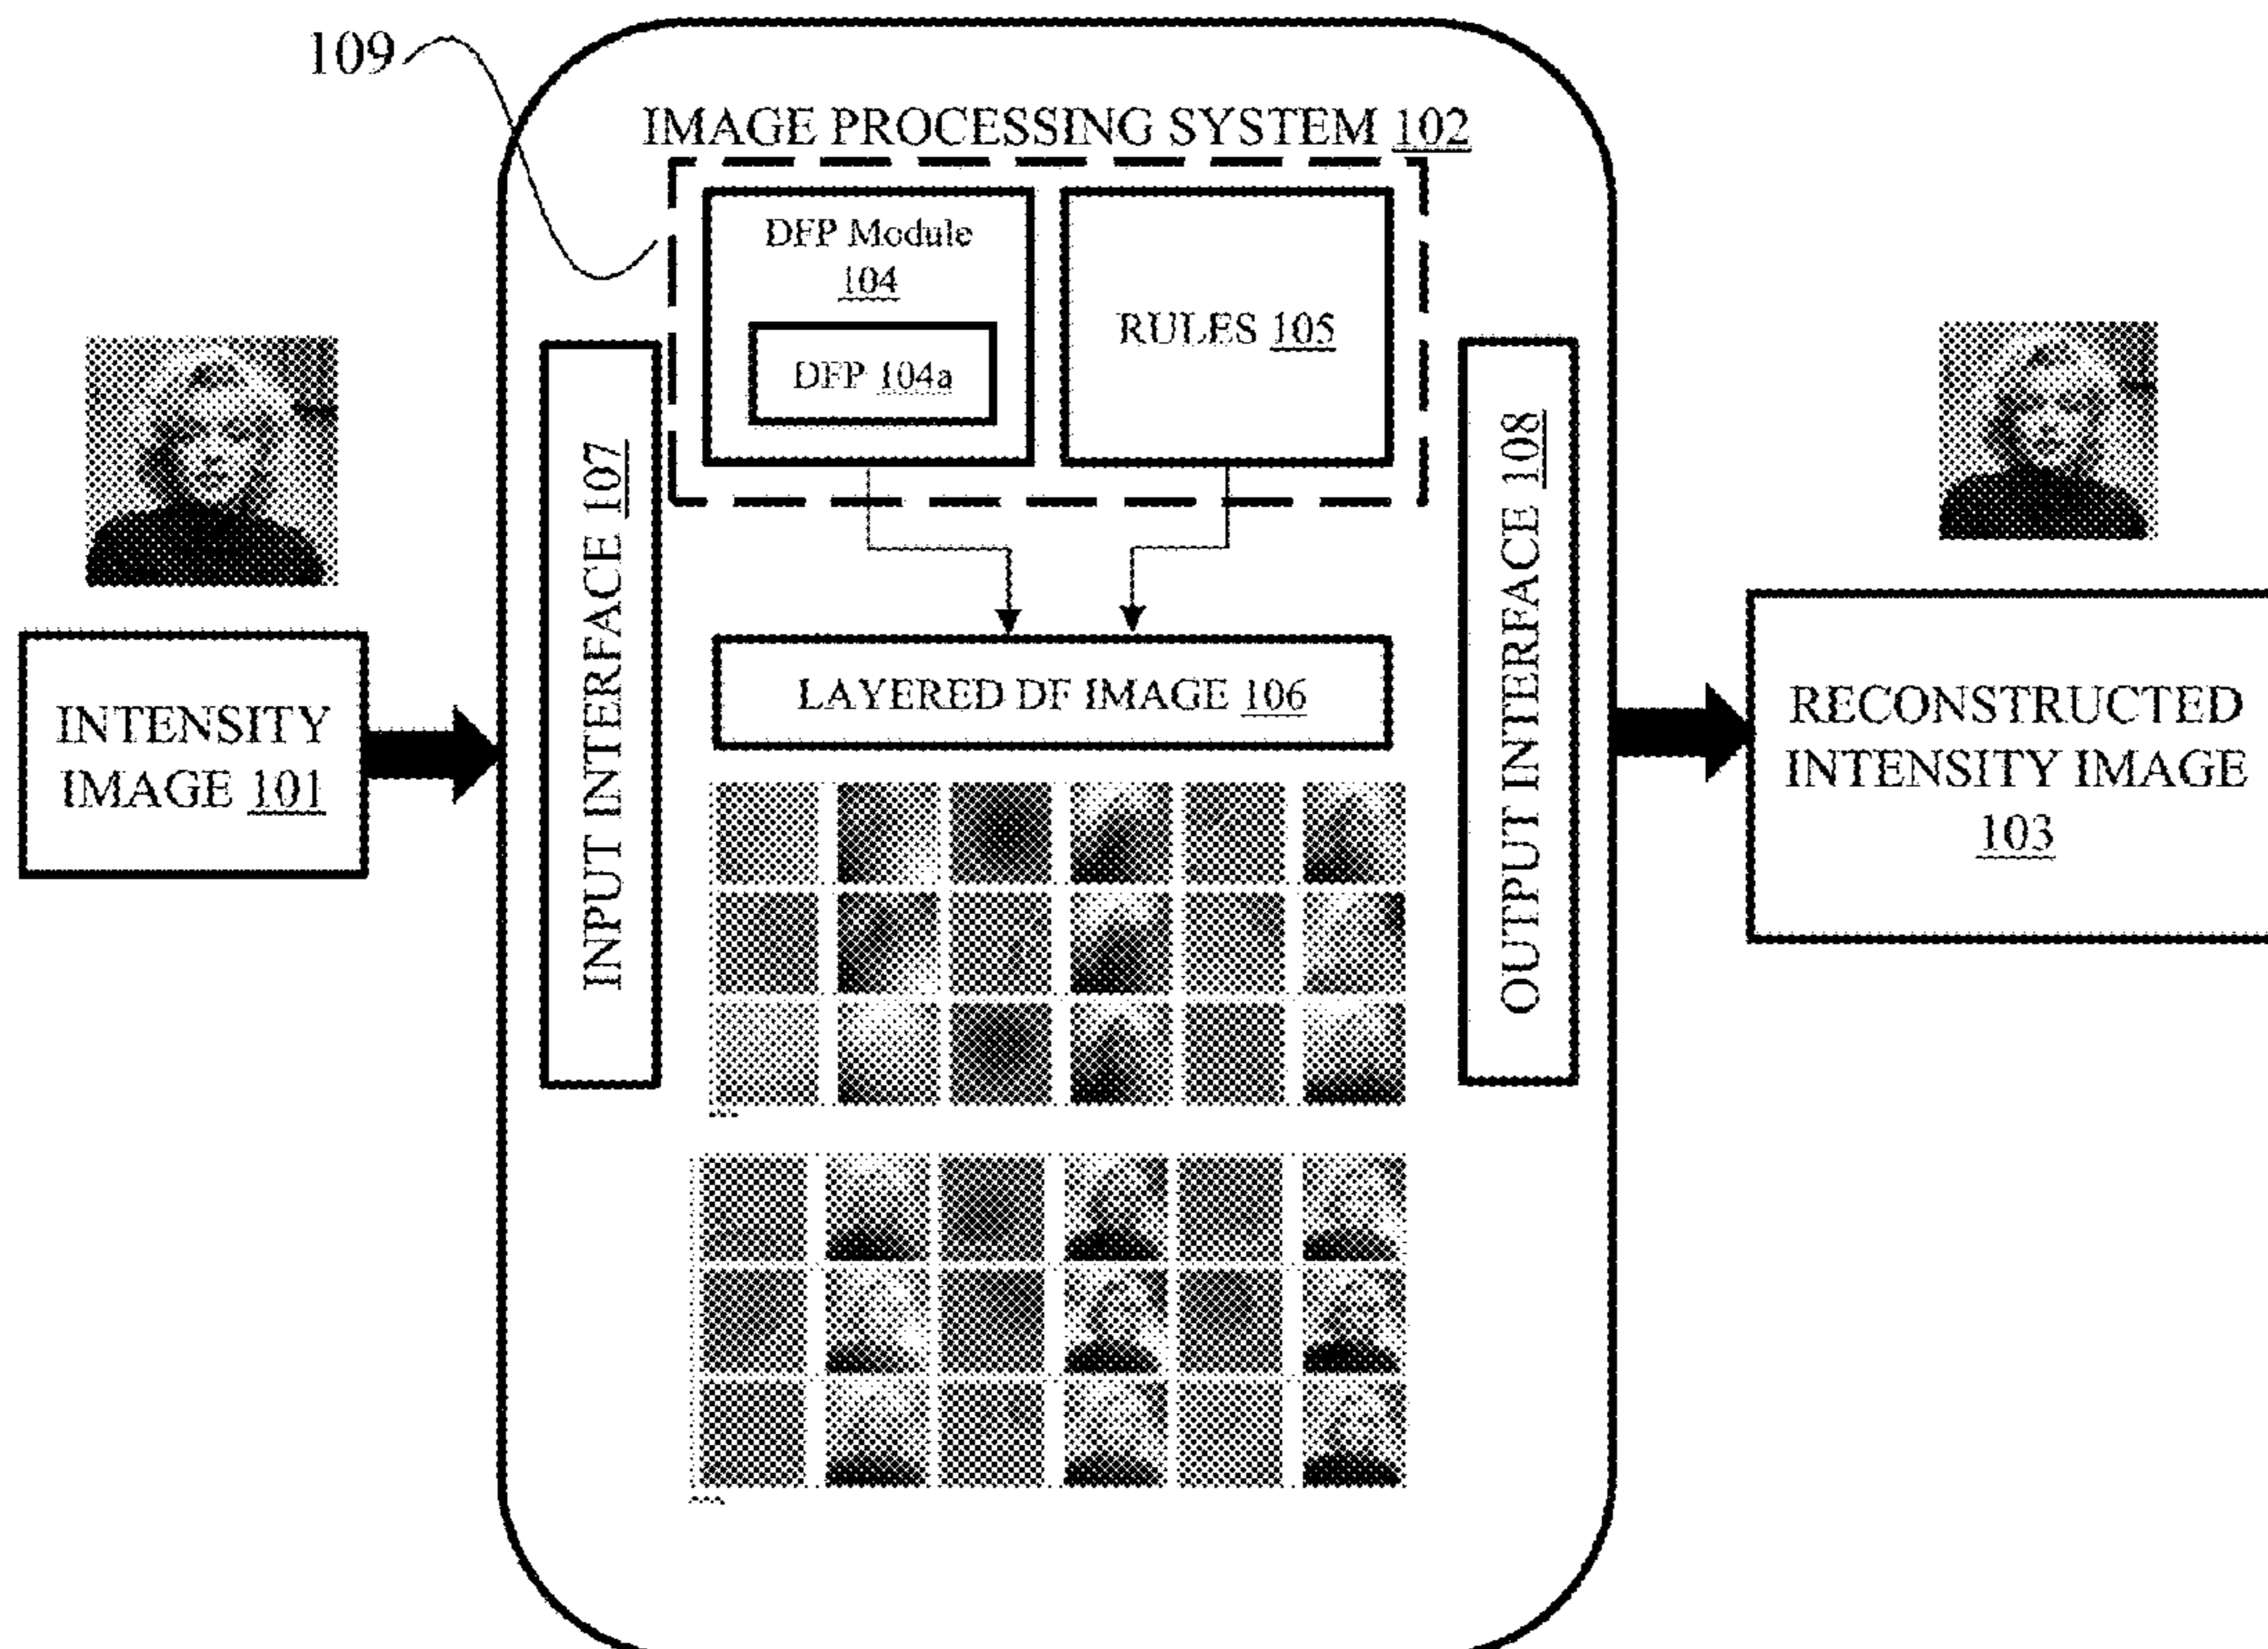 109
IMAGE PROCESSING SYSTEM 102
DFP Module
104
DFP 104a
RULES 105
INPUT INTERFACE 107
OUTPUT INTERFACE 108
LAYERED DF IMAGE 106
INTENSITY
IMAGE 101
RECONSTRUCTED
INTENSITY IMAGE
103